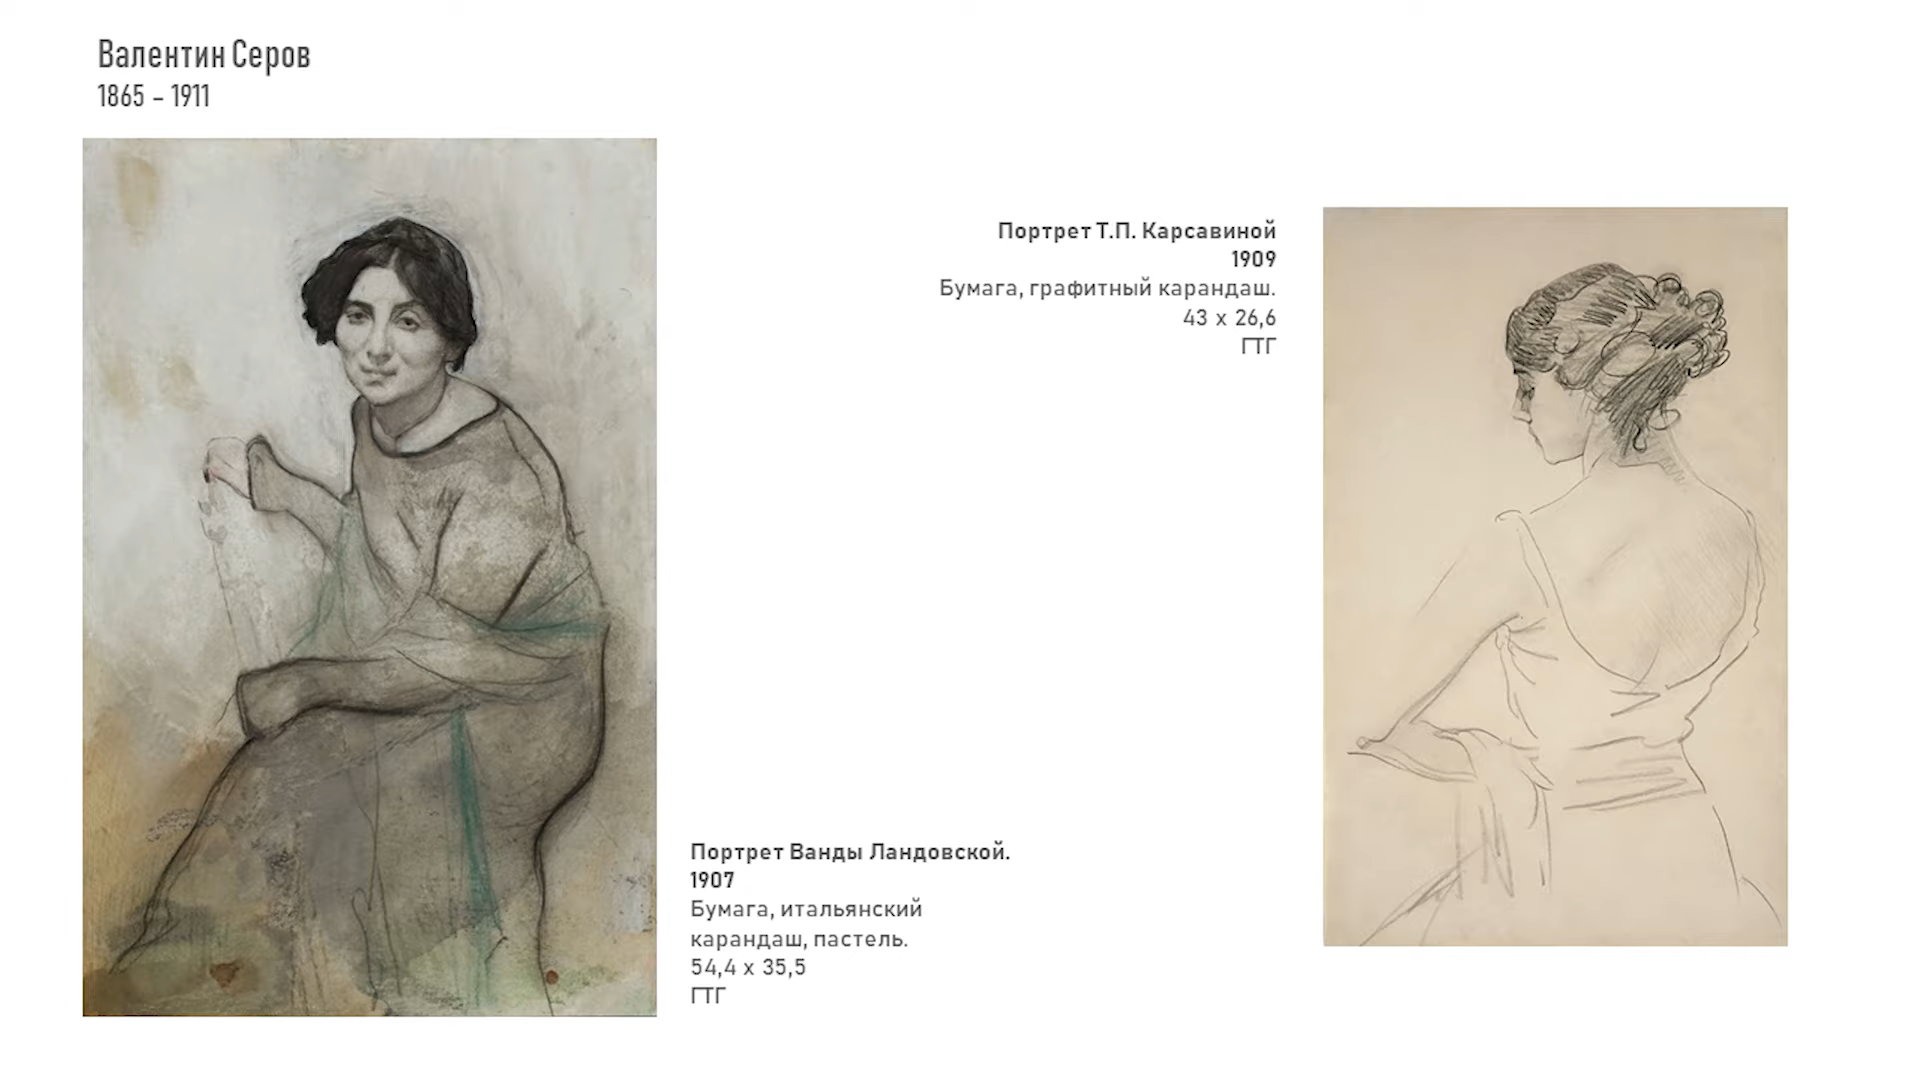 Валентин Серов
1865 – 1911
Портрет Т.П. Карсавиной
1909
Бумага, графитный карандаш.
43 x 26,6
ГТГ
Портрет Ванды Ландовской.
1907
Бумага, итальянский
карандаш, пастель.
54,4 x 35,5
ГТГ